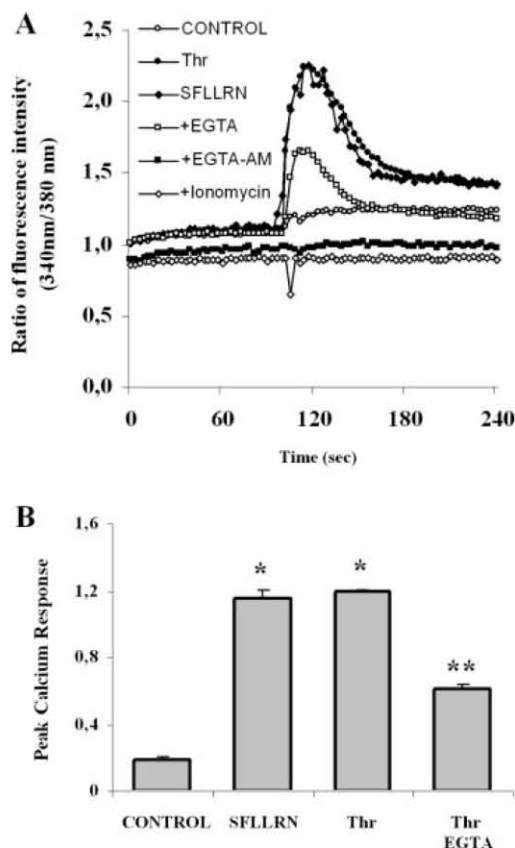 A
2,5
2,0
1,5
1,0
0,5
0,0
Ratio of fluorescence intensity
(340nm/380 nm)
CONTROL
Thr
SFLLRN
+EGTA
+EGTA-AM
+Ionomycin
0
60
120
180
240
Time (sec)
B
1,6
1,2
0,8
0,4
0
Peak Calcium Response
*
*
**
CONTROL
SFLLRN
Thr
Thr
EGTA